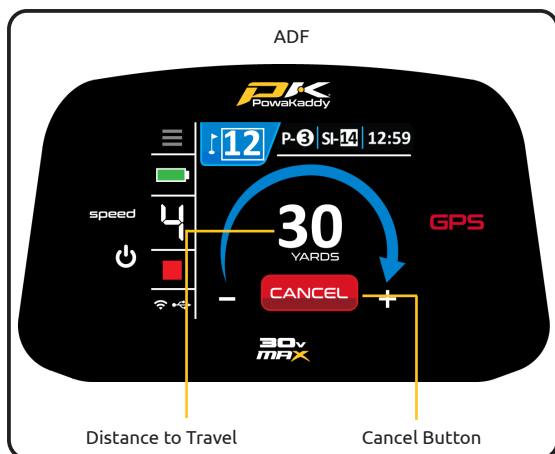 ADF
PK
PowaKaddy
12 P-3 SI-14 12:59
speed 4
30
YARDS
GPS
- CANCEL +
30v
MAX
Distance to Travel Cancel Button